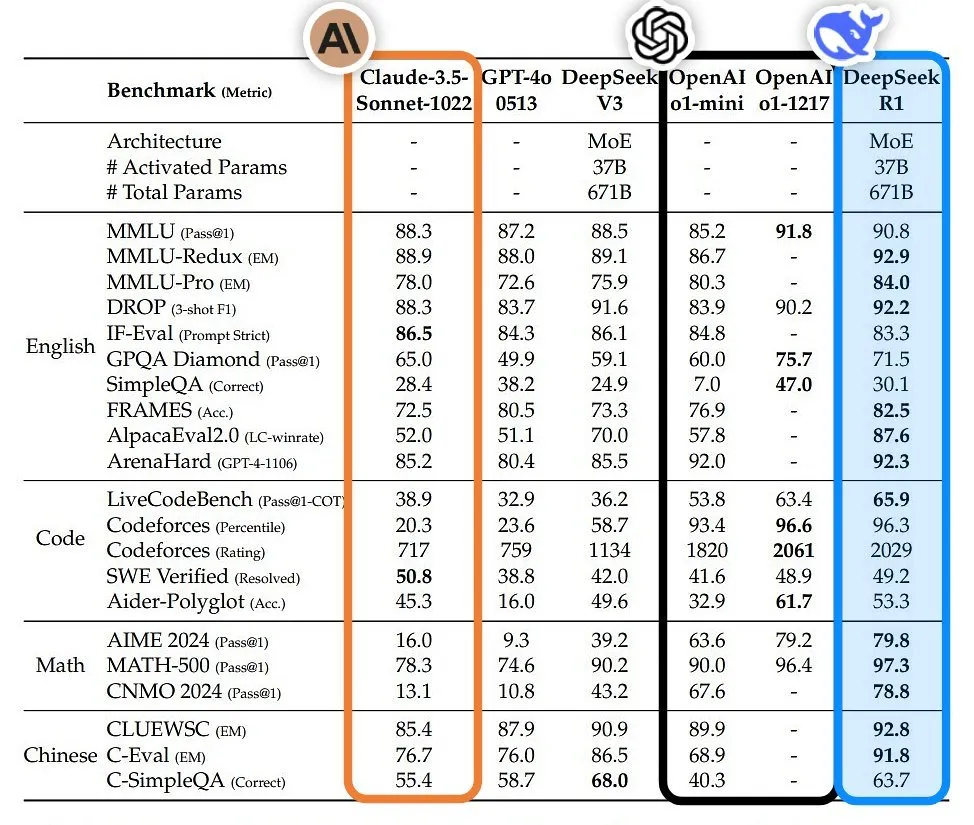 AI
Benchmark (Metric) Claude-3.5-Sonnet-1022 GPT-4o 0513 DeepSeek V3 OpenAI o1-mini OpenAI o1-1217 DeepSeek R1
Architecture - - MoE - - MoE
# Activated Params - - 37B - - 37B
# Total Params - - 671B - - 671B
English
MMLU (Pass@1) 88.3 87.2 88.5 85.2 91.8 90.8
MMLU-Redux (EM) 88.9 88.0 89.1 86.7 - 92.9
MMLU-Pro (EM) 78.0 72.6 75.9 80.3 - 84.0
DROP (3-shot F1) 88.3 83.7 91.6 83.9 90.2 92.2
IF-Eval (Prompt Strict) 86.5 84.3 86.1 84.8 - 83.3
GPQA Diamond (Pass@1) 65.0 49.9 59.1 60.0 75.7 71.5
SimpleQA (Correct) 28.4 38.2 24.9 7.0 47.0 30.1
FRAMES (Acc.) 72.5 80.5 73.3 76.9 - 82.5
AlpacaEval2.0 (LC-winrate) 52.0 51.1 70.0 57.8 - 87.6
ArenaHard (GPT-4-1106) 85.2 80.4 85.5 92.0 - 92.3
Code
LiveCodeBench (Pass@1-COT) 38.9 32.9 36.2 53.8 63.4 65.9
Codeforces (Percentile) 20.3 23.6 58.7 93.4 96.6 96.3
Codeforces (Rating) 717 759 1134 1820 2061 2029
SWE Verified (Resolved) 50.8 38.8 42.0 41.6 48.9 49.2
Aider-Polyglot (Acc.) 45.3 16.0 49.6 32.9 61.7 53.3
Math
AIME 2024 (Pass@1) 16.0 9.3 39.2 63.6 79.2 79.8
MATH-500 (Pass@1) 78.3 74.6 90.2 90.0 96.4 97.3
CNMO 2024 (Pass@1) 13.1 10.8 43.2 67.6 - 78.8
Chinese
CLUEWSC (EM) 85.4 87.9 90.9 89.9 - 92.8
C-Eval (EM) 76.7 76.0 86.5 68.9 - 91.8
C-SimpleQA (Correct) 55.4 58.7 68.0 40.3 - 63.7